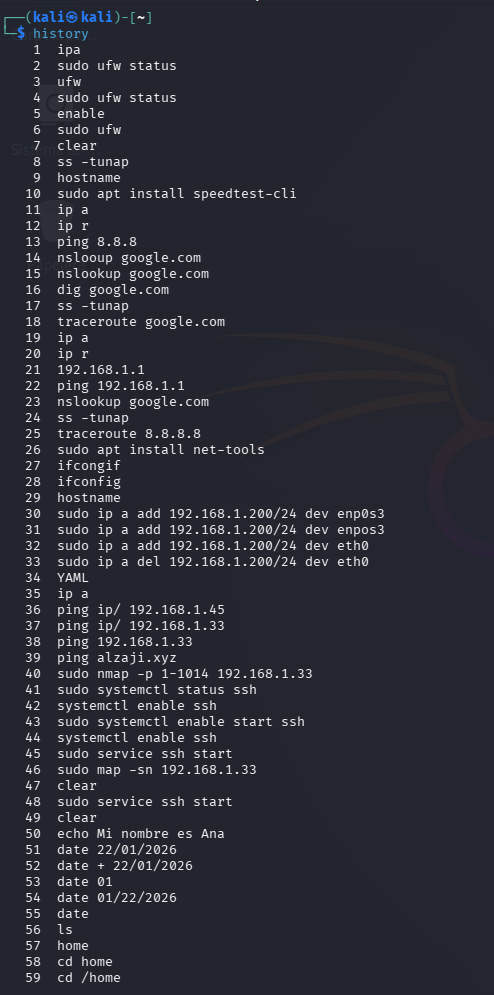 ┌──(kali㉿kali)-[~]
└─$ history
1 ipa
2 sudo ufw status
3 ufw
4 sudo ufw status
5 enable
6 sudo ufw
7 clear
8 ss -tunap
9 hostname
10 sudo apt install speedtest-cli
11 ip a
12 ip r
13 ping 8.8.8
14 nslooup google.com
15 nslookup google.com
16 dig google.com
17 ss -tunap
18 traceroute google.com
19 ip a
20 ip r
21 192.168.1.1
22 ping 192.168.1.1
23 nslookup google.com
24 ss -tunap
25 traceroute 8.8.8.8
26 sudo apt install net-tools
27 ifcongif
28 ifconfig
29 hostname
30 sudo ip a add 192.168.1.200/24 dev enp0s3
31 sudo ip a add 192.168.1.200/24 dev enpos3
32 sudo ip a add 192.168.1.200/24 dev eth0
33 sudo ip a del 192.168.1.200/24 dev eth0
34 YAML
35 ip a
36 ping ip/ 192.168.1.45
37 ping ip/ 192.168.1.33
38 ping 192.168.1.33
39 ping alzaji.xyz
40 sudo nmap -p 1-1014 192.168.1.33
41 sudo systemctl status ssh
42 systemctl enable ssh
43 sudo systemctl enable start ssh
44 systemctl enable ssh
45 sudo service ssh start
46 sudo map -sn 192.168.1.33
47 clear
48 sudo service ssh start
49 clear
50 echo Mi nombre es Ana
51 date 22/01/2026
52 date + 22/01/2026
53 date 01
54 date 01/22/2026
55 date
56 ls
57 home
58 cd home
59 cd /home